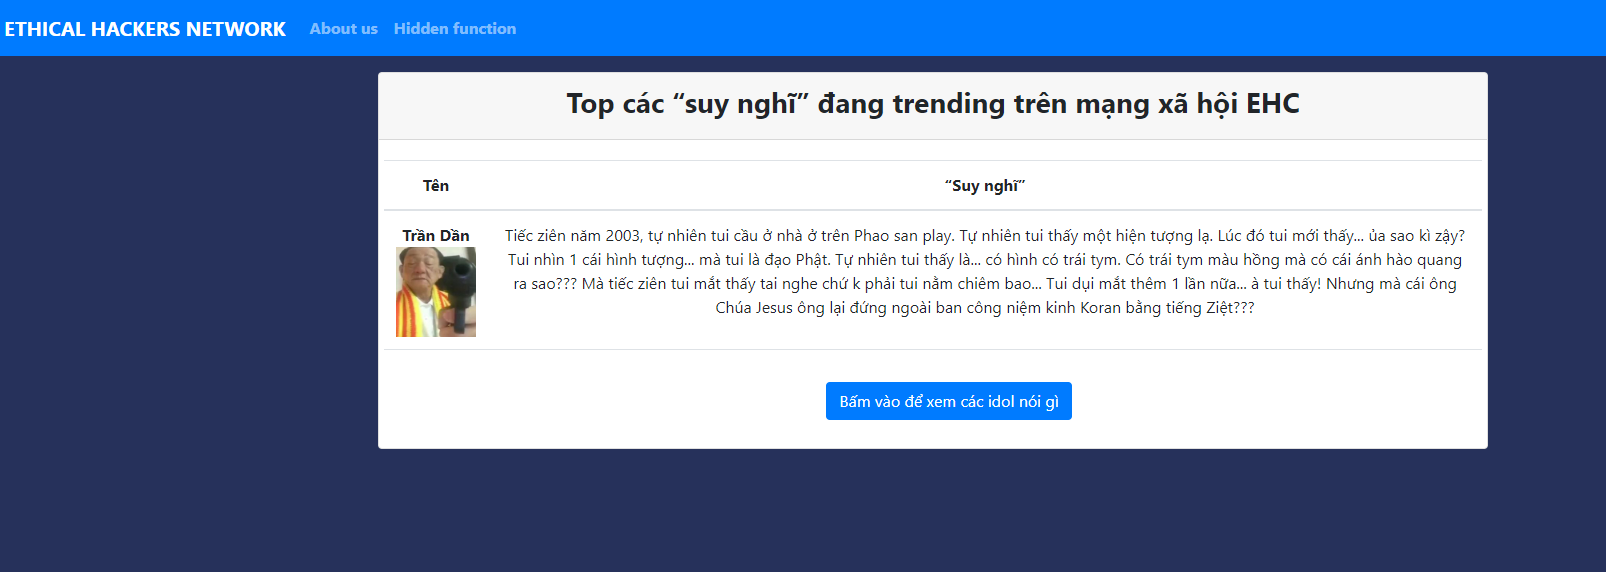 ETHICAL HACKERS NETWORK About us Hidden function
Top các “suy nghĩ” đang trending trên mạng xã hội EHC
Tên “Suy nghĩ”
Trần Dần
Tiếc ziên năm 2003, tự nhiên tui cầu ở nhà ở trên Phao san play. Tự nhiên tui thấy một hiện tượng lạ. Lúc đó tui mới thấy... ủa sao kì zậy?
Tui nhìn 1 cái hình tượng... mà tui là đạo Phật. Tự nhiên tui thấy là... có hình có trái tym. Có trái tym màu hồng mà có cái ánh hào quang
ra sao??? Mà tiếc ziên tui mắt thấy tai nghe chứ k phải tui nằm chiêm bao... Tui dụi mắt thêm 1 lần nữa... à tui thấy! Nhưng mà cái ông
Chúa Jesus ông lại đứng ngoài ban công niệm kinh Koran bằng tiếng Ziệt???
Bấm vào để xem các idol nói gì